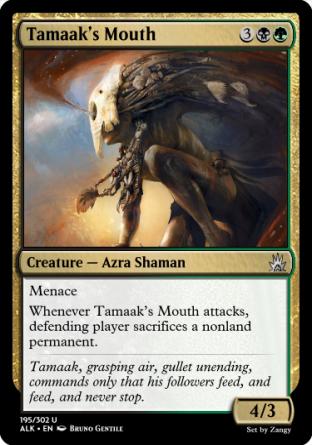 Tamaak's Mouth 3
Creature — Azra Shaman
Menace
Whenever Tamaak's Mouth attacks,
defending player sacrifices a nonland
permanent.
Tamaak, grasping air, gullet unending,
commands only that his followers feed, and
feed, and never stop.
4/3
195/302 U
ALK • EN Bruno Gentile
Set by Zangy